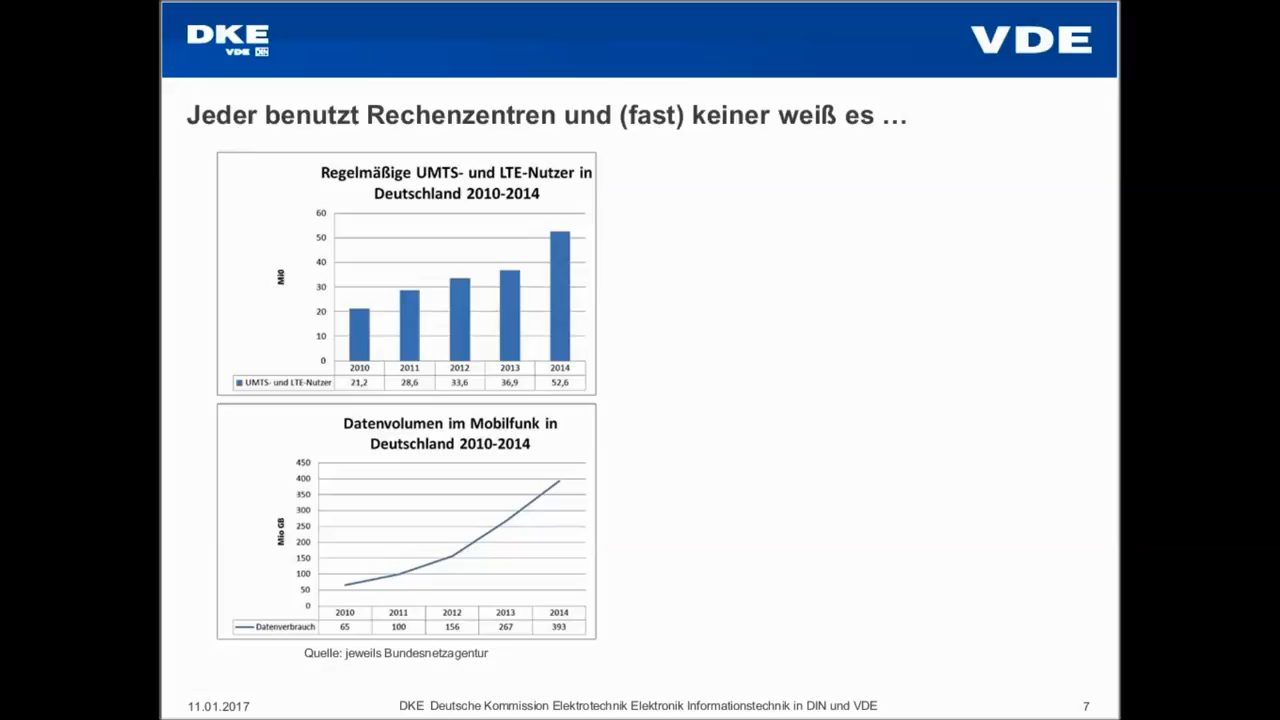 DKE
VDE DIN
VDE
Jeder benutzt Rechenzentren und (fast) keiner weiß es …
Regelmäßige UMTS- und LTE-Nutzer in
Deutschland 2010-2014
60
50
40
30
20
10
0
Mio
2010 2011 2012 2013 2014
UMTS- und LTE-Nutzer 21,2 28,6 33,6 36,9 52,6
Datenvolumen im Mobilfunk in
Deutschland 2010-2014
450
400
350
300
250
200
150
100
50
0
Mio GB
2010 2011 2012 2013 2014
Datenverbrauch 65 100 156 267 393
Quelle: jeweils Bundesnetzagentur
11.01.2017
DKE Deutsche Kommission Elektrotechnik Elektronik Informationstechnik in DIN und VDE
7